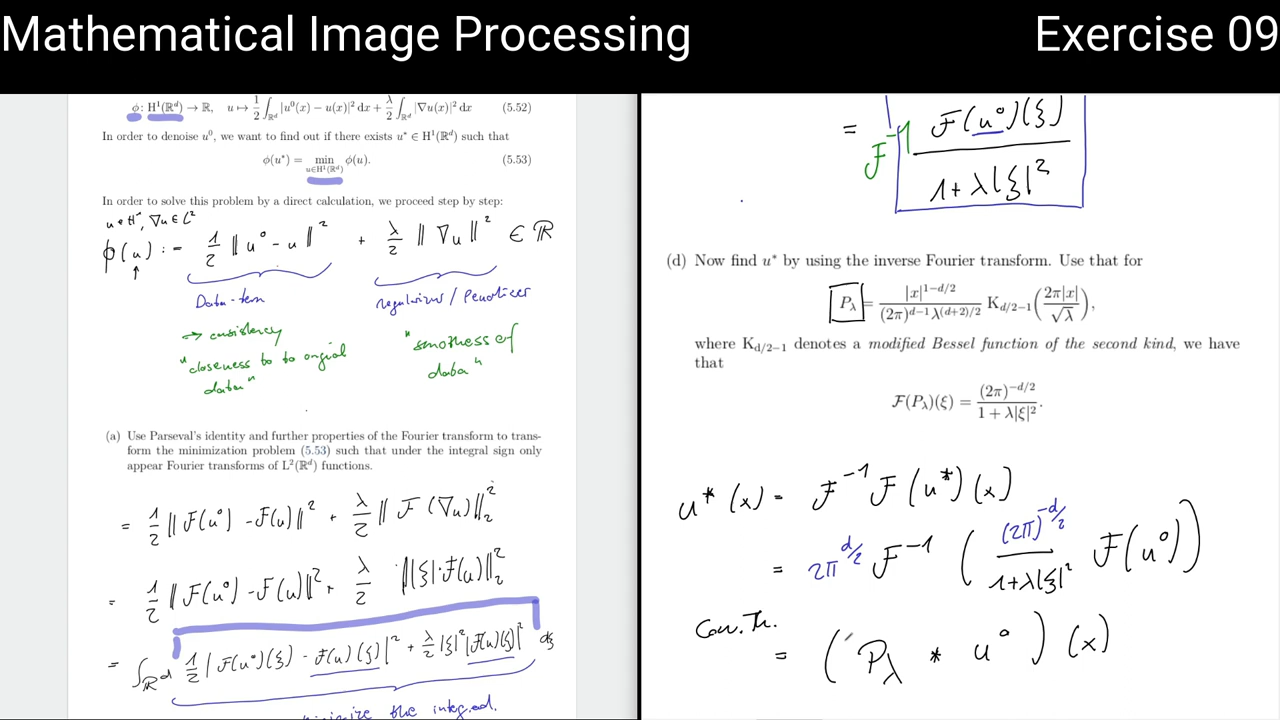 Mathematical Image Processing Exercise 09
ϕ: H¹(ℝᵈ) → ℝ, u ↦ 1/2 ∫_ℝᵈ |u⁰(x) − u(x)|² dx + λ/2 ∫_ℝᵈ |∇u(x)|² dx (5.52)
In order to denoise u⁰, we want to find out if there exists u* ∈ H¹(ℝᵈ) such that
ϕ(u*) = min_{u∈H¹(ℝᵈ)} ϕ(u). (5.53)
In order to solve this problem by a direct calculation, we proceed step by step:
u ∈ H¹, ∇u ∈ L²
ϕ(u) := 1/2 ‖u⁰ − u‖² + λ/2 ‖∇u‖² ∈ ℝ
↑
Data-term regularizer / Penalizer
→ consistency
"closeness to to orginal
data"
"smothess of
data"
(a) Use Parseval's identity and further properties of the Fourier transform to trans-
form the minimization problem (5.53) such that under the integral sign only
appear Fourier transforms of L²(ℝᵈ) functions.
= 1/2 ‖F(u⁰) − F(u)‖² + λ/2 ‖F(∇u)‖₂²
= 1/2 ‖F(u⁰) − F(u)‖² + λ/2 ‖|ξ|·F(u)‖₂²
= ∫_ℝᵈ 1/2 |F(u⁰)(ξ) − F(u)(ξ)|² + λ/2 |ξ|² |F(u)(ξ)|² dξ
the integral.
= F⁻¹ F(u⁰)(ξ) / 1 + λ|ξ|²
(d) Now find u* by using the inverse Fourier transform. Use that for
P_λ = |x|^{1−d/2} / (2π)^{d−1} λ^{(d+2)/2} K_{d/2−1}(2π|x| / √λ),
where K_{d/2−1} denotes a modified Bessel function of the second kind, we have
that
F(P_λ)(ξ) = (2π)^{−d/2} / 1 + λ|ξ|².
u*(x) = F⁻¹ F(u*)(x)
= 2π^{d/2} F⁻¹ ( (2π)^{−d/2} / 1+λ|ξ|² F(u⁰) )
Con.Th.
= (P_λ * u⁰)(x)